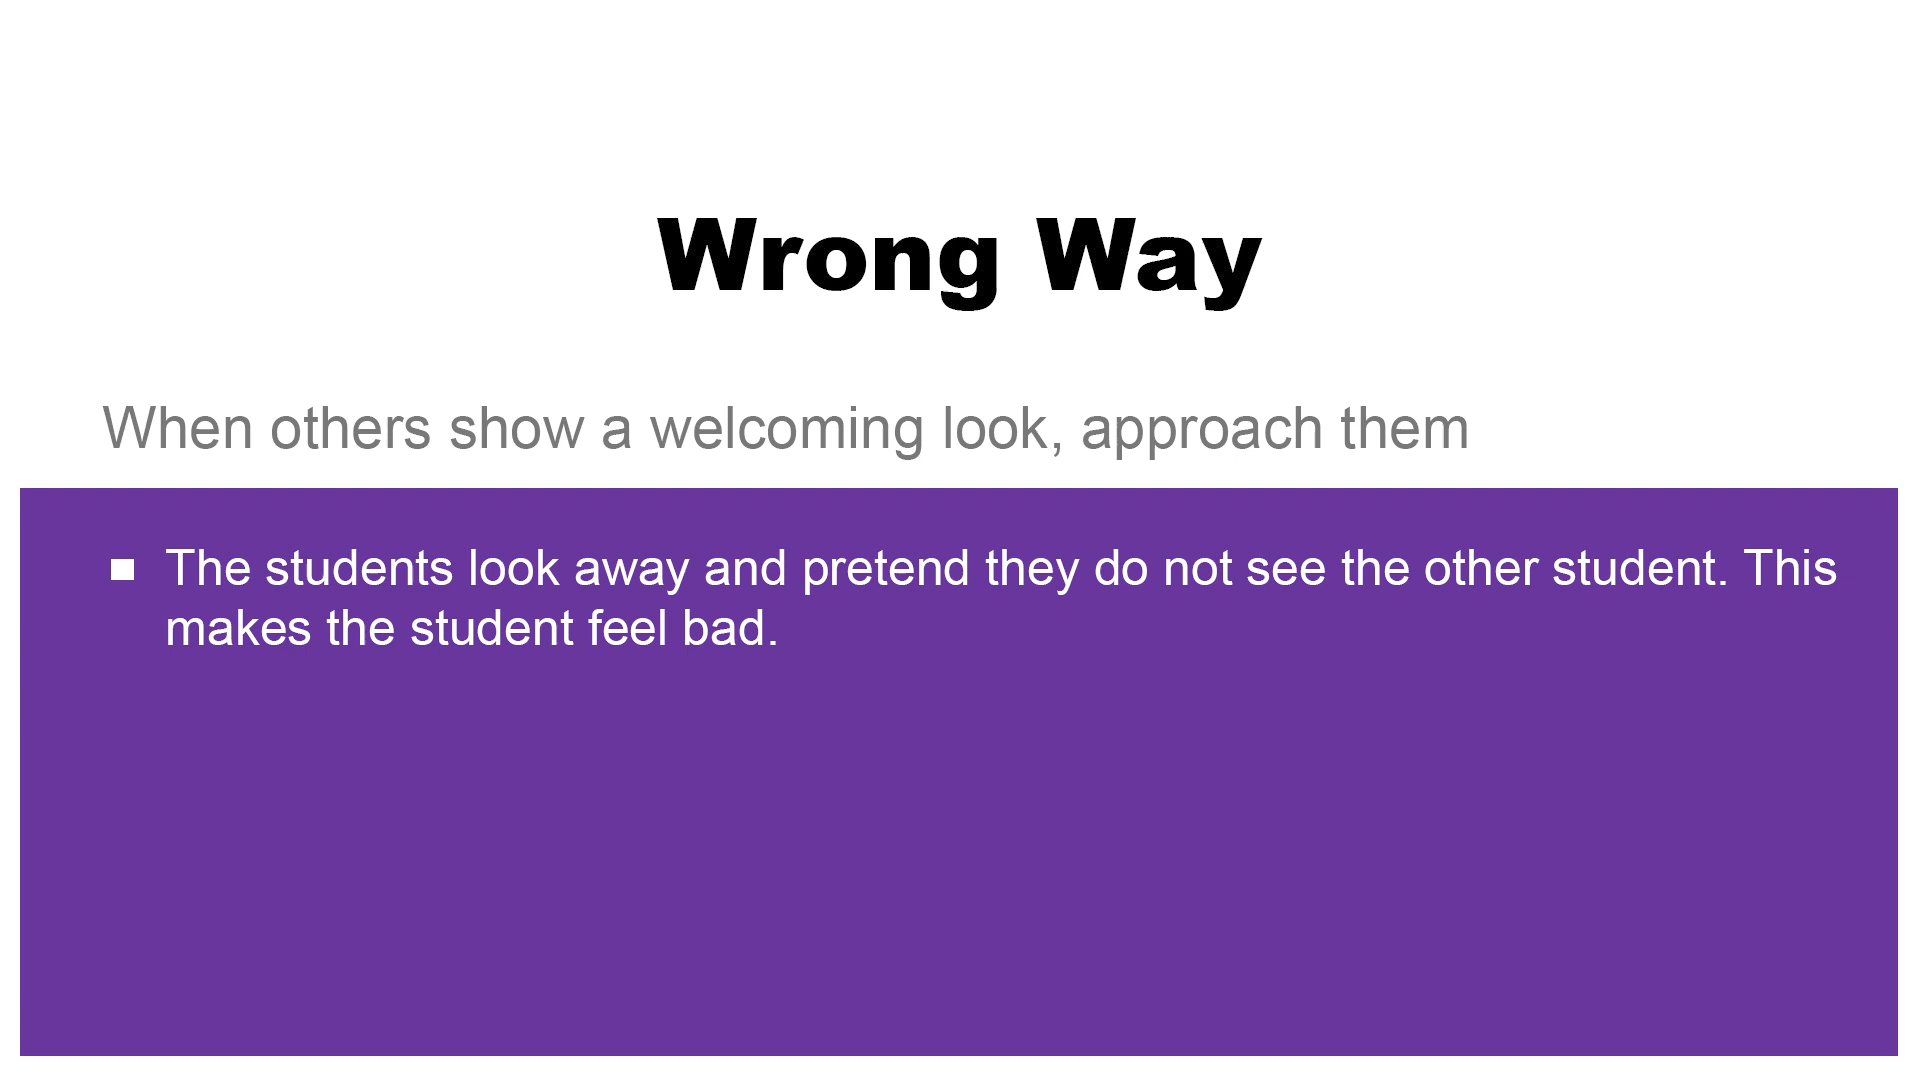 Wrong Way
When others show a welcoming look, approach them
■ The students look away and pretend they do not see the other student. This
makes the student feel bad.